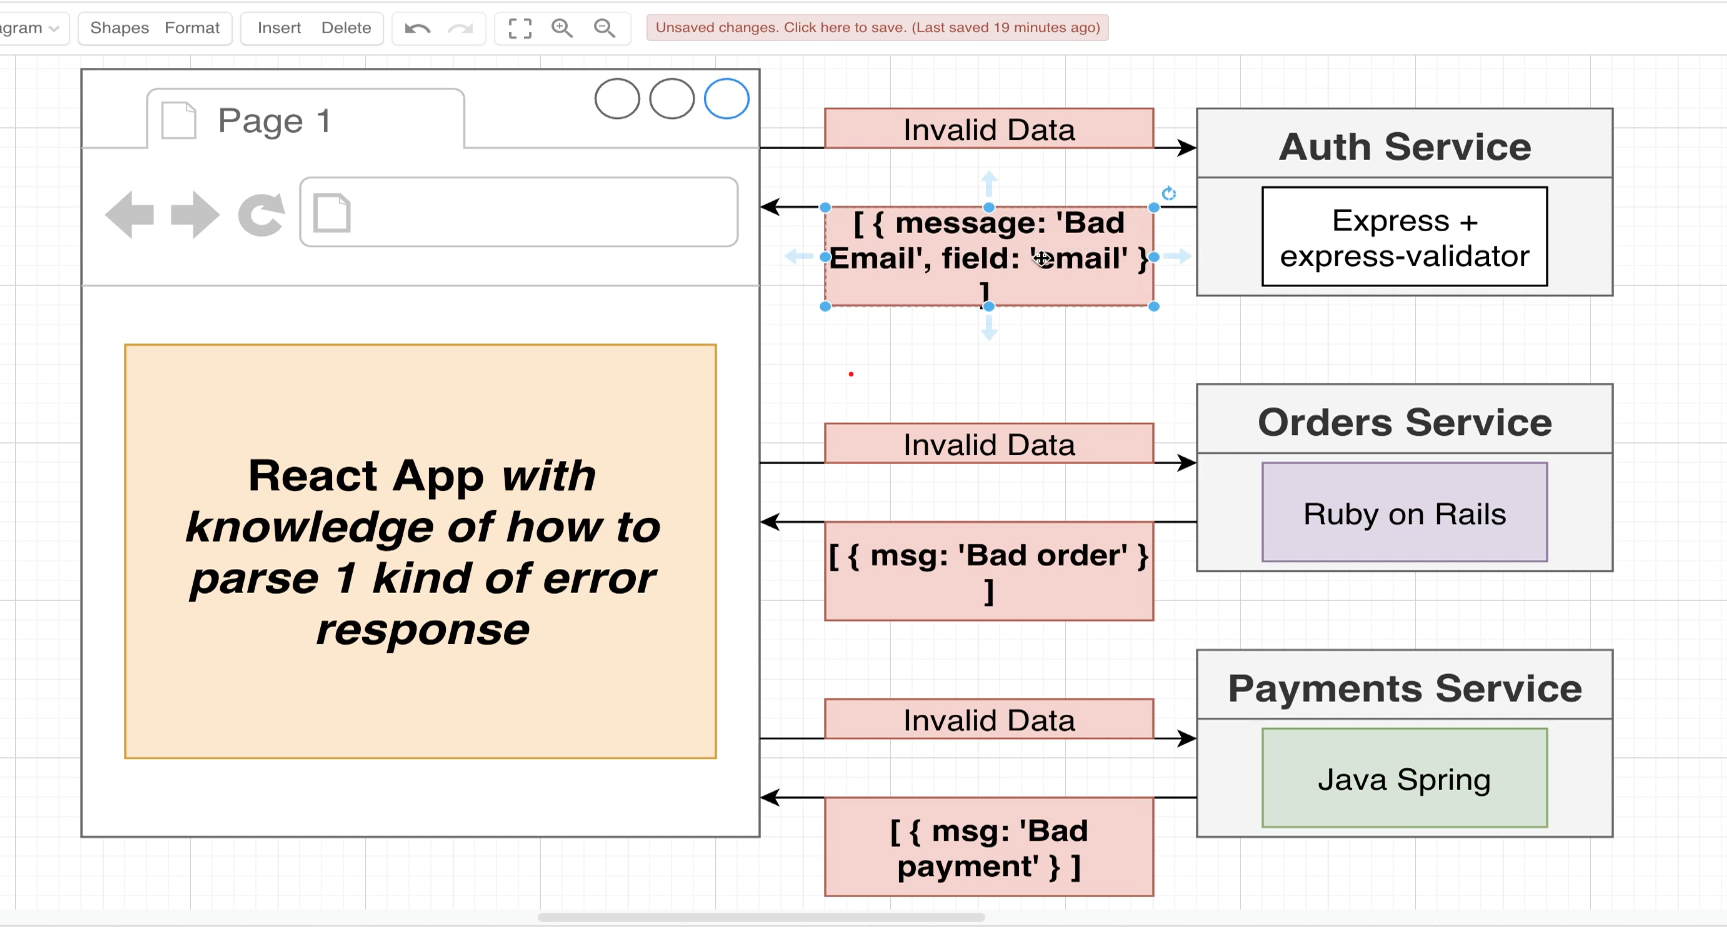 agram
Shapes Format
Insert Delete
Unsaved changes. Click here to save. (Last saved 19 minutes ago)
Page 1
Invalid Data
[ { message: 'Bad
Email', field: 'email' }
]
Auth Service
Express +
express-validator
React App with
knowledge of how to
parse 1 kind of error
response
Invalid Data
[ { msg: 'Bad order' }
]
Orders Service
Ruby on Rails
Invalid Data
[ { msg: 'Bad
payment' } ]
Payments Service
Java Spring